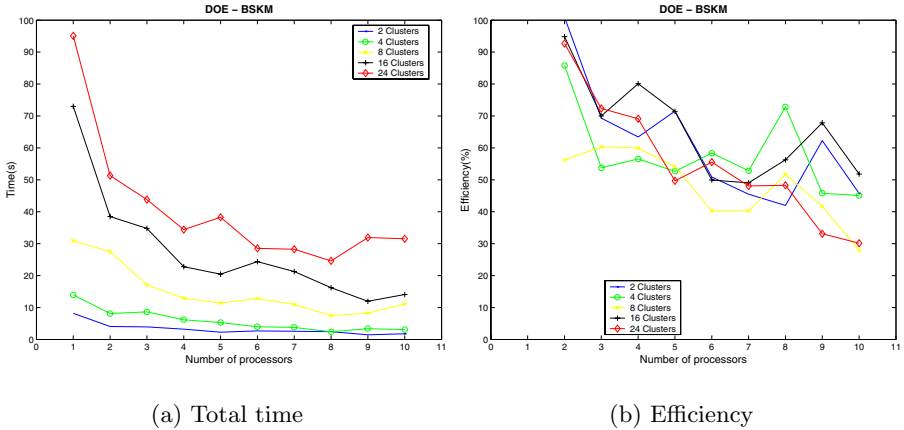 DOE − BSKM
100
90
80
70
60
50
40
30
20
10
0
Time(s)
0 1 2 3 4 5 6 7 8 9 10 11
Number of processors
2 Clusters
4 Clusters
8 Clusters
16 Clusters
24 Clusters
(a) Total time
DOE − BSKM
100
90
80
70
60
50
40
30
20
10
0
Efficiency(%)
0 1 2 3 4 5 6 7 8 9 10 11
Number of processors
2 Clusters
4 Clusters
8 Clusters
16 Clusters
24 Clusters
(b) Efficiency